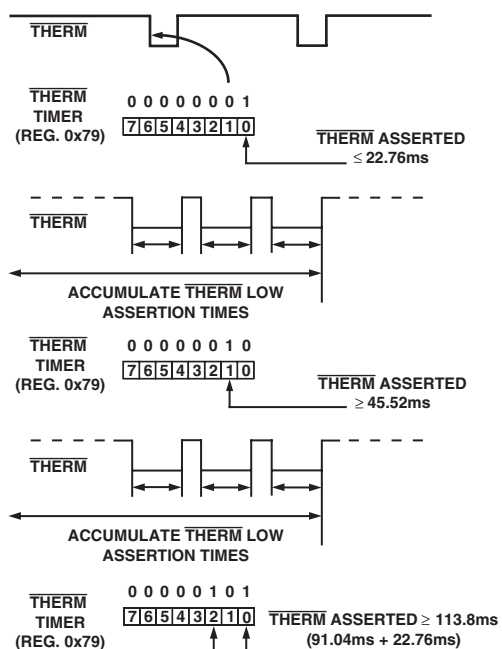 THERM
THERM
TIMER
(REG. 0x79)
0 0 0 0 0 0 0 1
7 6 5 4 3 2 1 0
THERM ASSERTED
≤ 22.76ms
THERM
ACCUMULATE THERM LOW
ASSERTION TIMES
THERM
TIMER
(REG. 0x79)
0 0 0 0 0 0 1 0
7 6 5 4 3 2 1 0
THERM ASSERTED
≥ 45.52ms
THERM
ACCUMULATE THERM LOW
ASSERTION TIMES
THERM
TIMER
(REG. 0x79)
0 0 0 0 0 1 0 1
7 6 5 4 3 2 1 0
THERM ASSERTED ≥ 113.8ms
(91.04ms + 22.76ms)